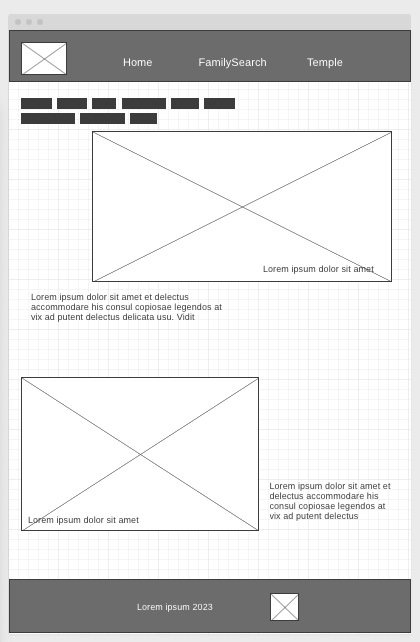 Home FamilySearch Temple
Lorem ipsum dolor sit amet
Lorem ipsum dolor sit amet et delectus
accommodare his consul copiosae legendos at
vix ad putent delectus delicata usu. Vidit
Lorem ipsum dolor sit amet
Lorem ipsum dolor sit amet et
delectus accommodare his
consul copiosae legendos at
vix ad putent delectus
Lorem ipsum 2023